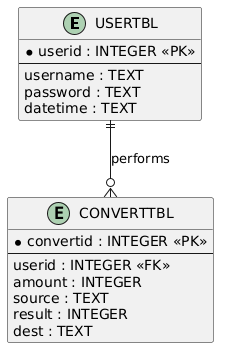 E USERTBL
* userid : INTEGER «PK»
username : TEXT
password : TEXT
datetime : TEXT
performs
E CONVERTTBL
* convertid : INTEGER «PK»
userid : INTEGER «FK»
amount : INTEGER
source : TEXT
result : INTEGER
dest : TEXT